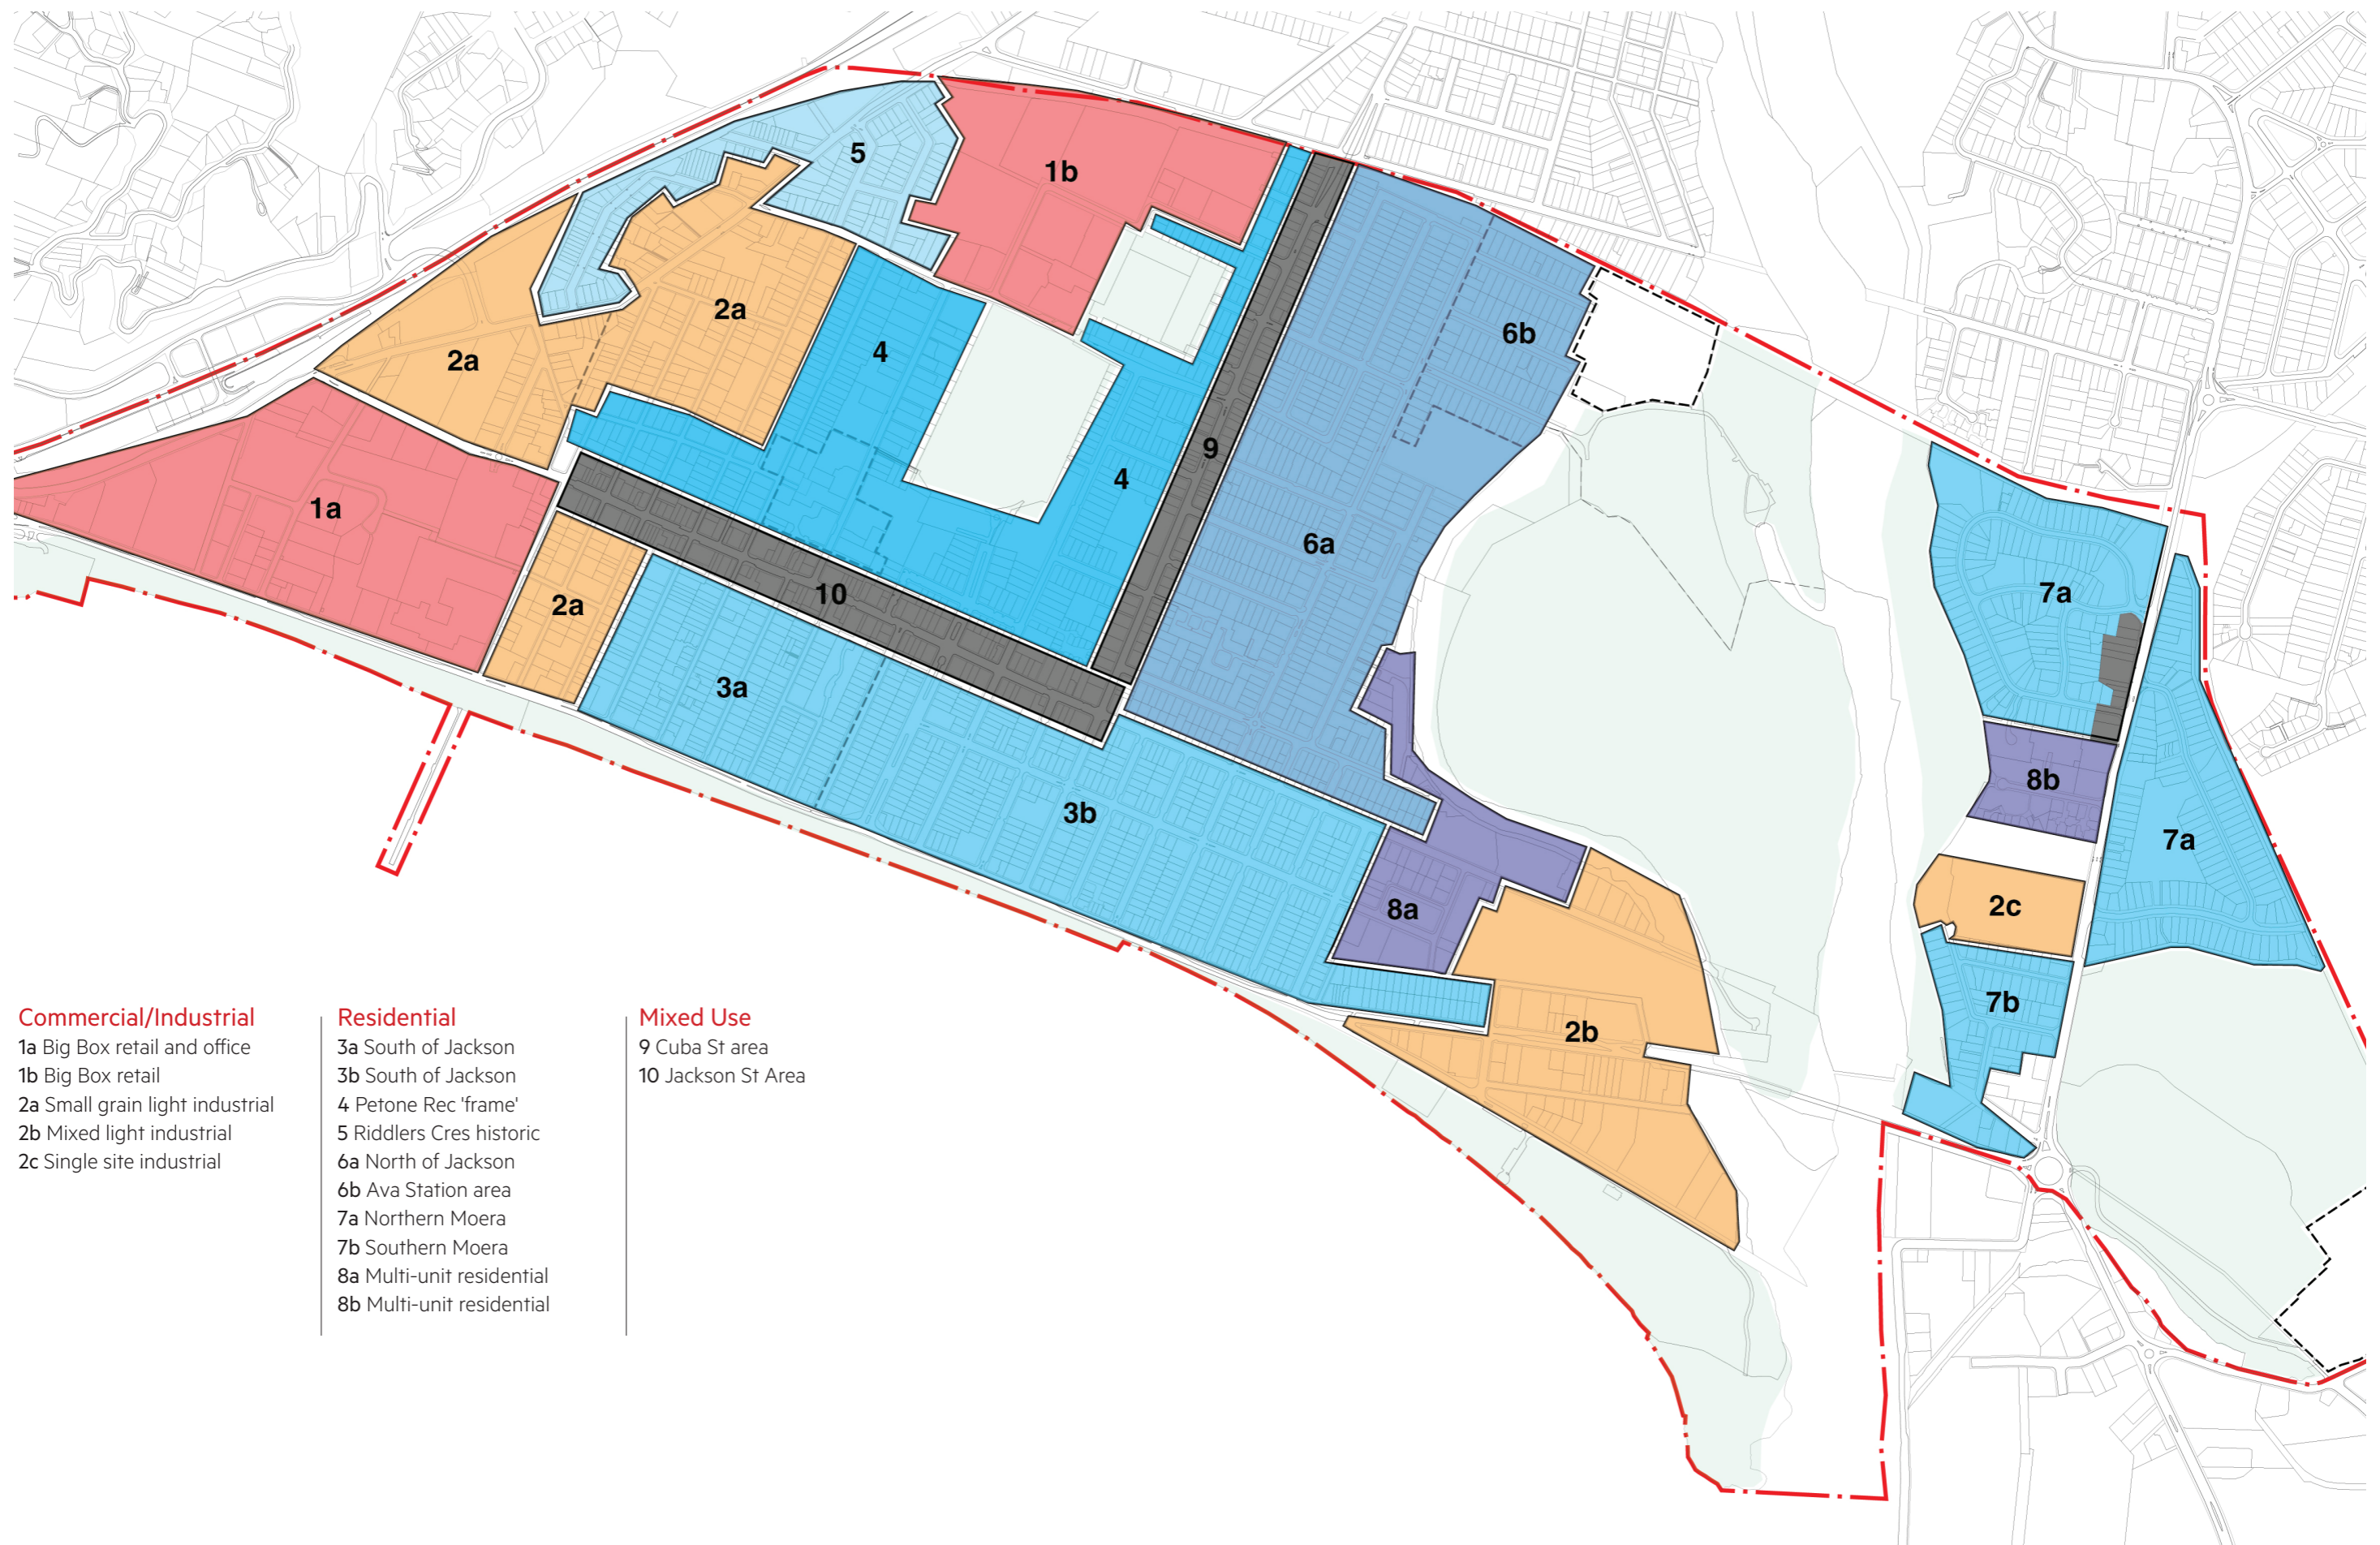 5
1b
2a
6b
4
2a
9
4
1a
6a
7a
10
2a
3a
8b
3b
7a
2c
8a
7b
2b
Commercial/Industrial
1a Big Box retail and office
1b Big Box retail
2a Small grain light industrial
2b Mixed light industrial
2c Single site industrial
Residential
3a South of Jackson
3b South of Jackson
4 Petone Rec 'frame'
5 Riddlers Cres historic
6a North of Jackson
6b Ava Station area
7a Northern Moera
7b Southern Moera
8a Multi-unit residential
8b Multi-unit residential
Mixed Use
9 Cuba St area
10 Jackson St Area